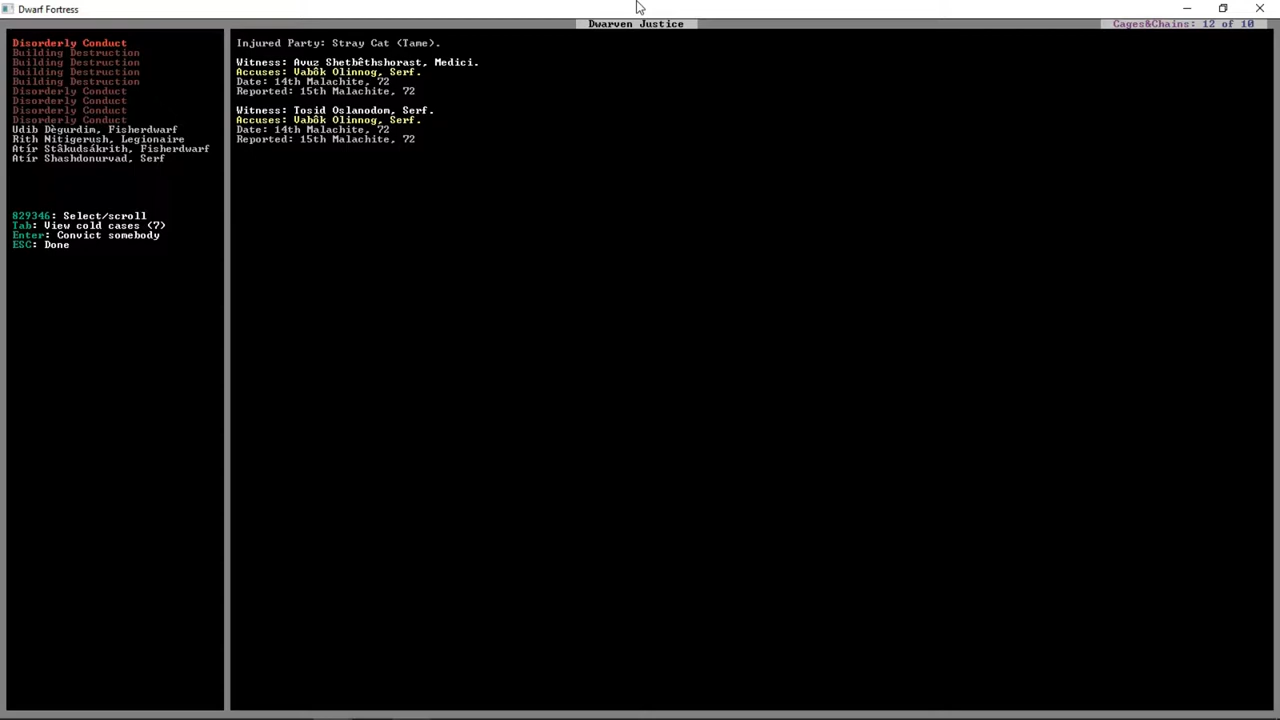 Dwarf Fortress
Dwarven Justice
Cages&Chains: 12 of 10
Disorderly Conduct
Building Destruction
Building Destruction
Building Destruction
Building Destruction
Disorderly Conduct
Disorderly Conduct
Disorderly Conduct
Disorderly Conduct
Udib Dègurdim, Fisherdwarf
Rith Nitigerush, Legionaire
Atír Stâkudsákrith, Fisherdwarf
Atír Shashdonurvad, Serf
829346: Select/scroll
Tab: View cold cases (7)
Enter: Convict somebody
ESC: Done
Injured Party: Stray Cat (Tame).
Witness: Avuz Shetbêthshorast, Medici.
Accuses: Vabôk Olinnog, Serf.
Date: 14th Malachite, 72
Reported: 15th Malachite, 72
Witness: Tosid Oslanodom, Serf.
Accuses: Vabôk Olinnog, Serf.
Date: 14th Malachite, 72
Reported: 15th Malachite, 72